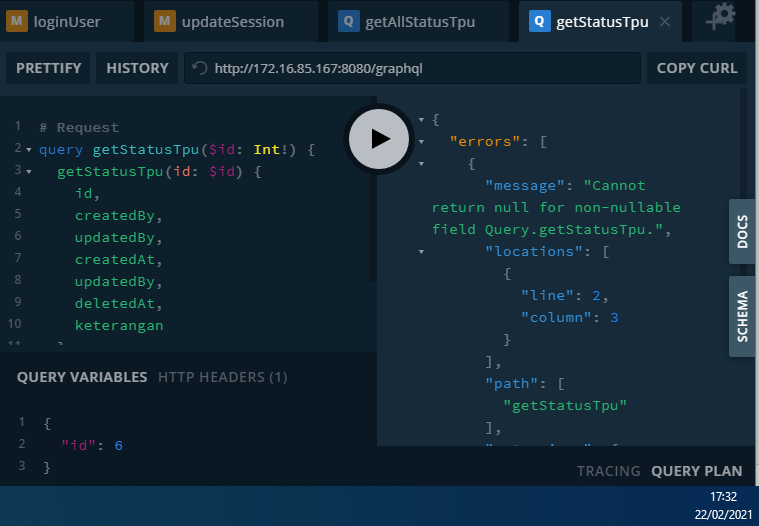 M loginUser
M updateSession
Q getAllStatusTpu
Q getStatusTpu
PRETTIFY
HISTORY
http://172.16.85.167:8080/graphql
COPY CURL
1 # Request
2 query getStatusTpu($id: Int!) {
3 getStatusTpu(id: $id) {
4 id,
5 createdBy,
6 updatedBy,
7 createdAt,
8 updatedBy,
9 deletedAt,
10 keterangan
11 }
QUERY VARIABLES HTTP HEADERS (1)
1 {
2 "id": 6
3 }
{
"errors": [
{
"message": "Cannot
return null for non-nullable
field Query.getStatusTpu.",
"locations": [
{
"line": 2,
"column": 3
}
],
"path": [
"getStatusTpu"
],
DOCS
SCHEMA
TRACING QUERY PLAN
17:32
22/02/2021